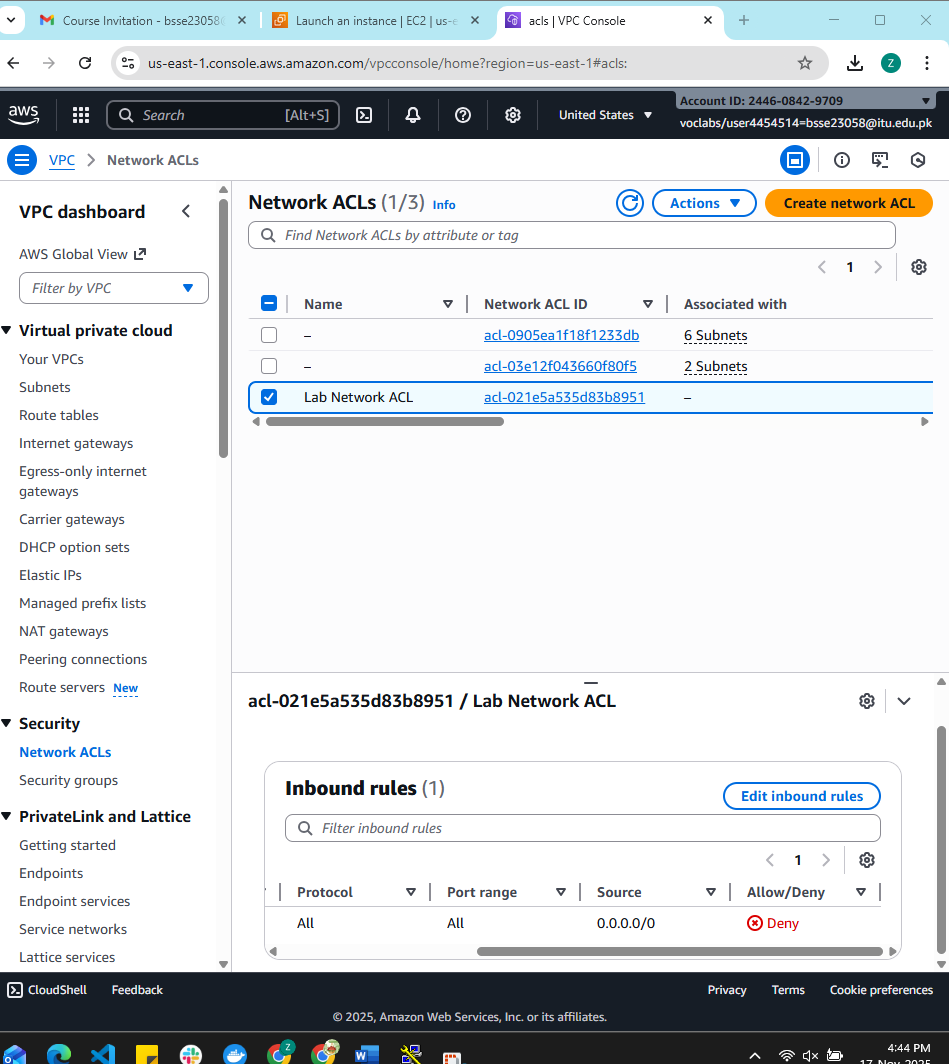 Course Invitation - bsse23058
Launch an instance | EC2 | us-e
acls | VPC Console
us-east-1.console.aws.amazon.com/vpcconsole/home?region=us-east-1#acls:
Z
aws
Search [Alt+S]
United States
Account ID: 2446-0842-9709
voclabs/user4454514=bsse23058@itu.edu.pk
VPC
Network ACLs
VPC dashboard
AWS Global View
Filter by VPC
Virtual private cloud
Your VPCs
Subnets
Route tables
Internet gateways
Egress-only internet
gateways
Carrier gateways
DHCP option sets
Elastic IPs
Managed prefix lists
NAT gateways
Peering connections
Route servers New
Security
Network ACLs
Security groups
PrivateLink and Lattice
Getting started
Endpoints
Endpoint services
Service networks
Lattice services
Network ACLs (1/3) Info
Actions
Create network ACL
Find Network ACLs by attribute or tag
1
Name Network ACL ID Associated with
– acl-0905ea1f18f1233db 6 Subnets
– acl-03e12f043660f80f5 2 Subnets
Lab Network ACL acl-021e5a535d83b8951 –
acl-021e5a535d83b8951 / Lab Network ACL
Inbound rules (1)
Edit inbound rules
Filter inbound rules
1
Protocol Port range Source Allow/Deny
All All 0.0.0.0/0 Deny
CloudShell Feedback Privacy Terms Cookie preferences
© 2025, Amazon Web Services, Inc. or its affiliates.
4:44 PM
17-Nov-2025